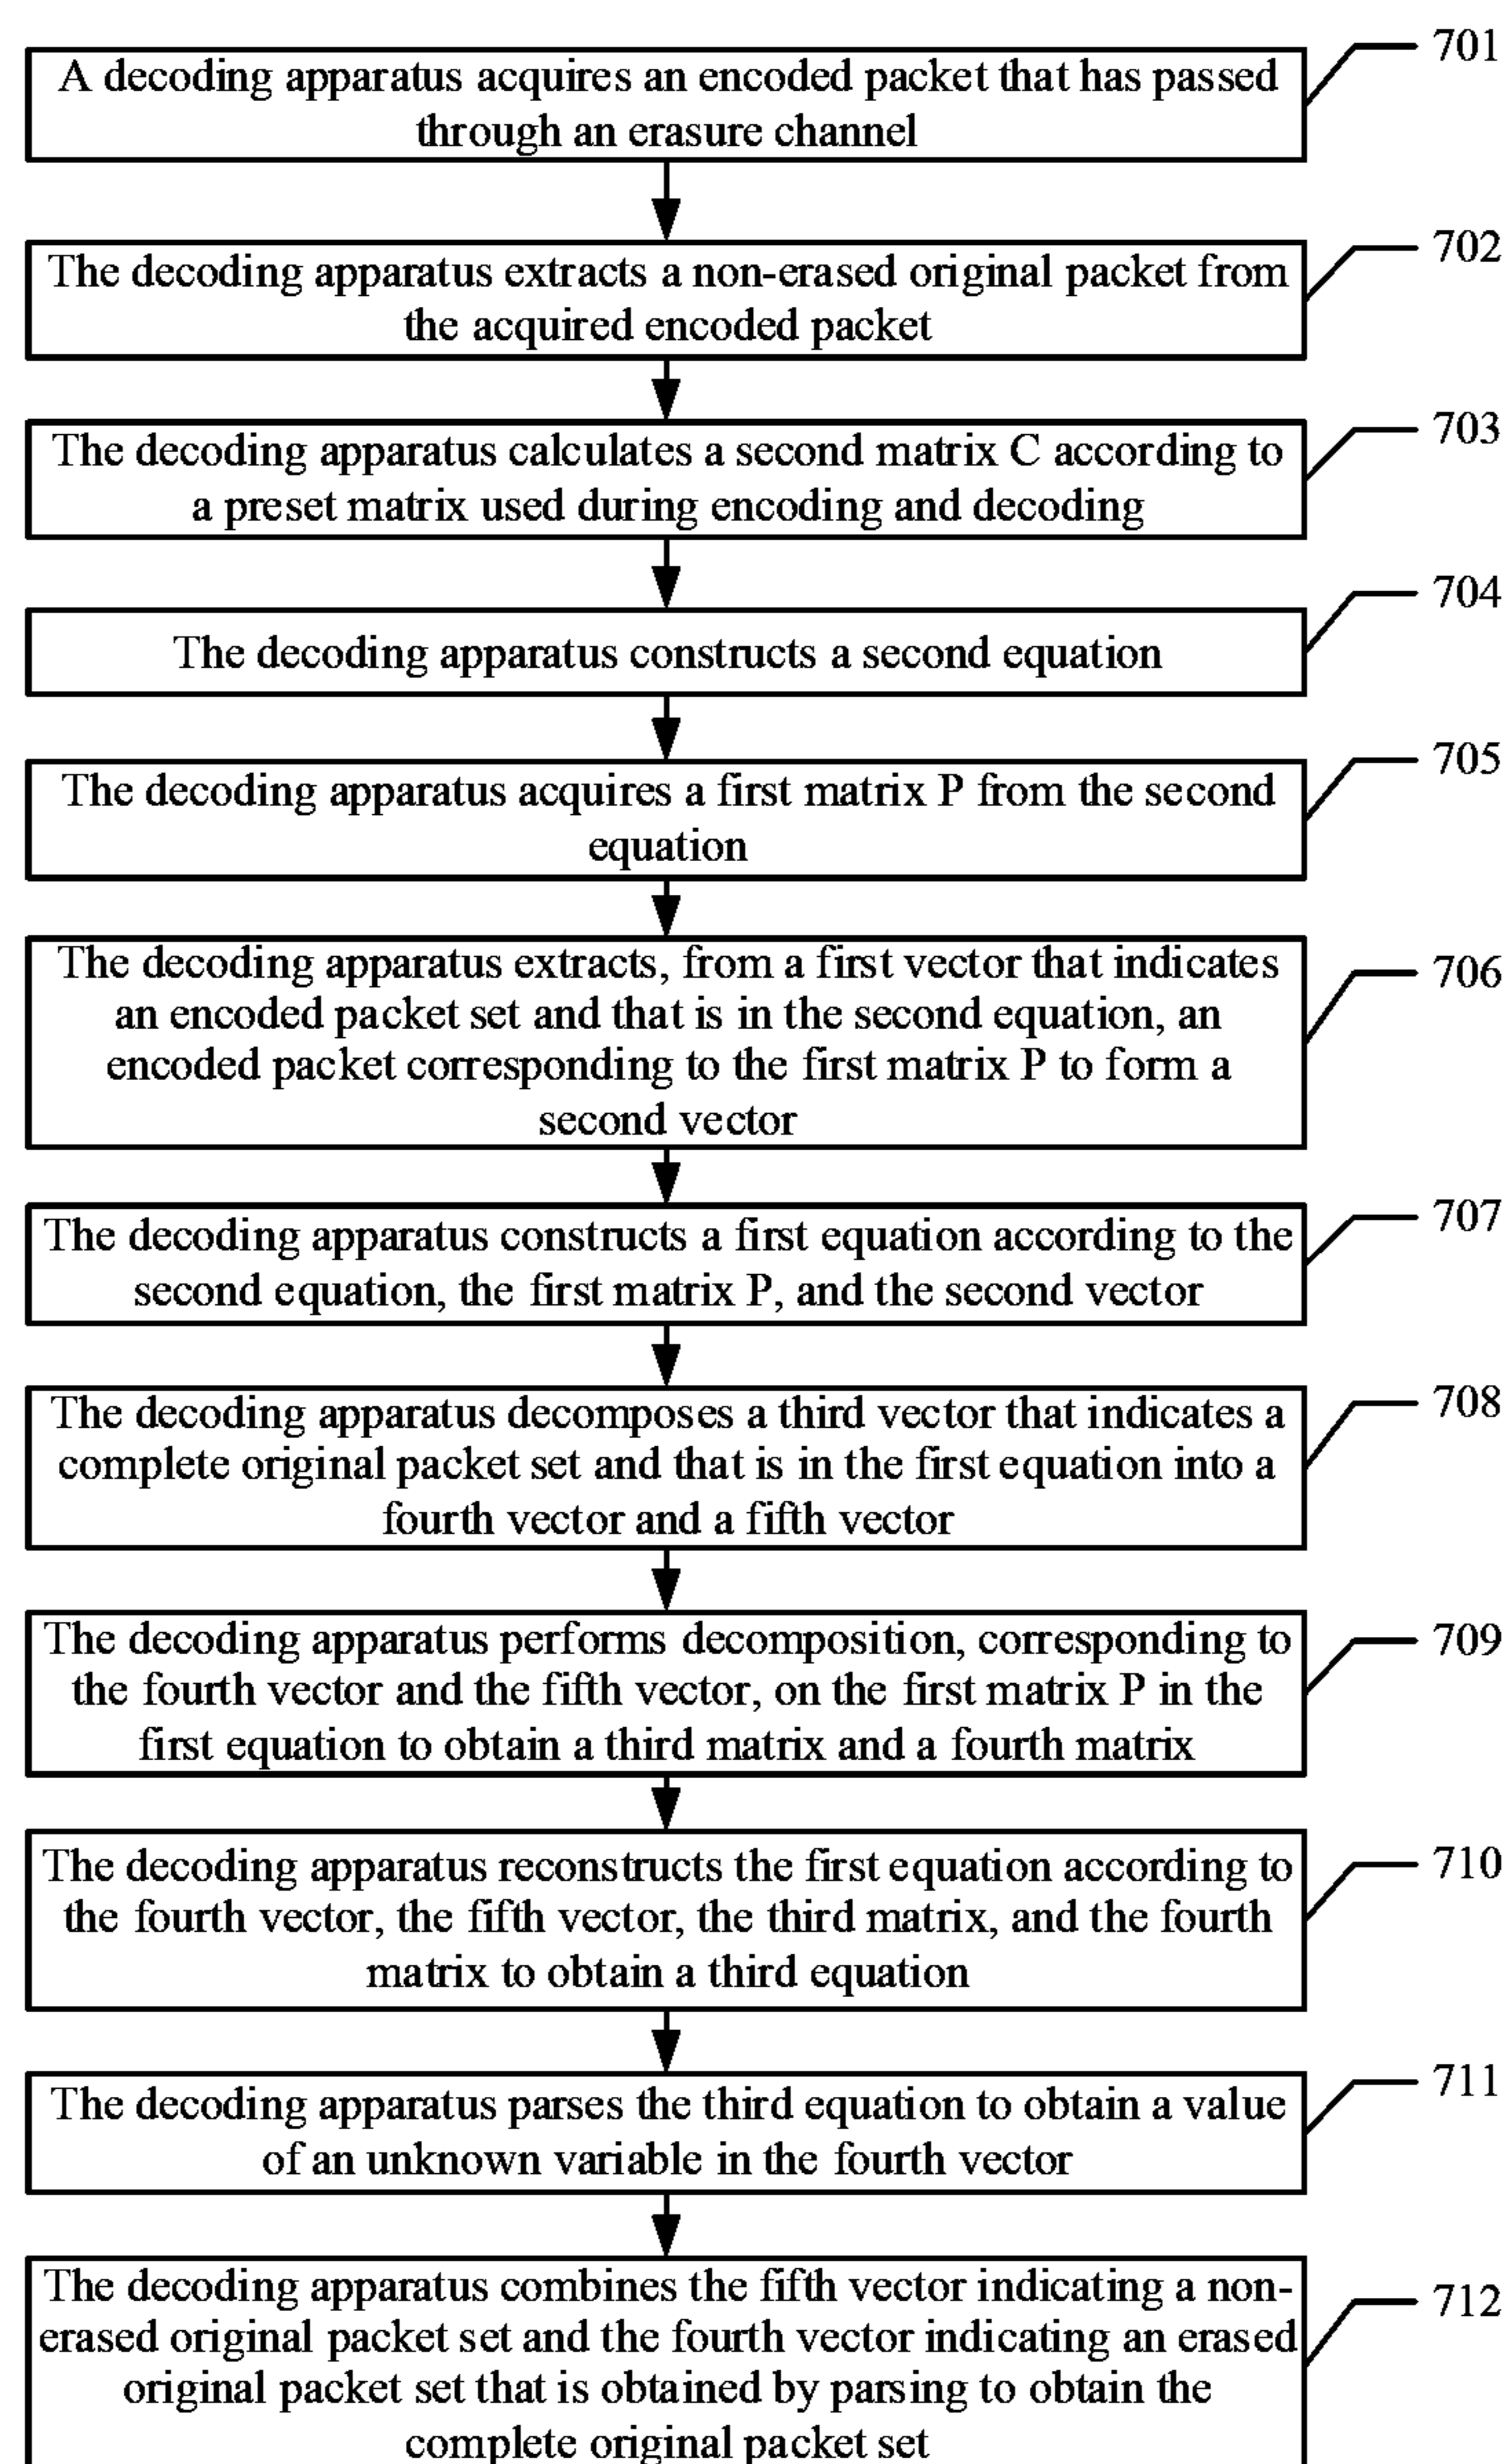 701
A decoding apparatus acquires an encoded packet that has passed
through an erasure channel
702
The decoding apparatus extracts a non-erased original packet from
the acquired encoded packet
703
The decoding apparatus calculates a second matrix C according to
a preset matrix used during encoding and decoding
704
The decoding apparatus constructs a second equation
705
The decoding apparatus acquires a first matrix P from the second
equation
706
The decoding apparatus extracts, from a first vector that indicates
an encoded packet set and that is in the second equation, an
encoded packet corresponding to the first matrix P to form a
second vector
707
The decoding apparatus constructs a first equation according to the
second equation, the first matrix P, and the second vector
708
The decoding apparatus decomposes a third vector that indicates a
complete original packet set and that is in the first equation into a
fourth vector and a fifth vector
709
The decoding apparatus performs decomposition, corresponding to
the fourth vector and the fifth vector, on the first matrix P in the
first equation to obtain a third matrix and a fourth matrix
710
The decoding apparatus reconstructs the first equation according to
the fourth vector, the fifth vector, the third matrix, and the fourth
matrix to obtain a third equation
711
The decoding apparatus parses the third equation to obtain a value
of an unknown variable in the fourth vector
712
The decoding apparatus combines the fifth vector indicating a non-
erased original packet set and the fourth vector indicating an erased
original packet set that is obtained by parsing to obtain the
complete original packet set